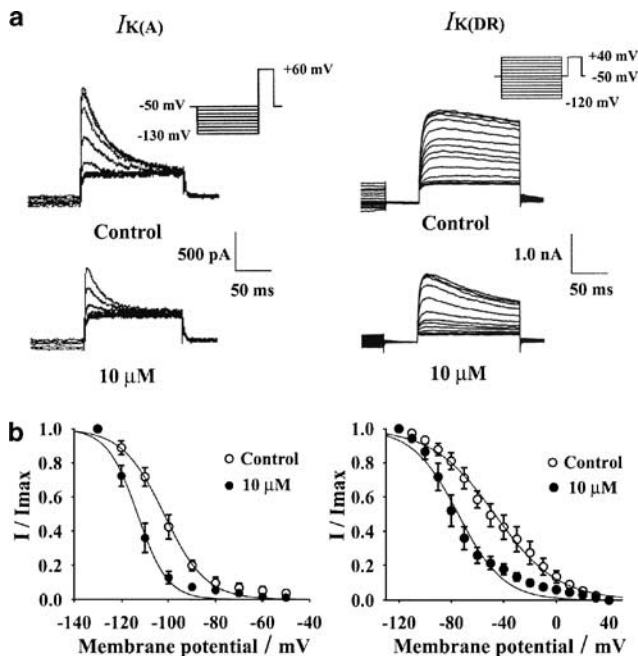 a
IK(A)
IK(DR)
+60 mV
-50 mV
-130 mV
+40 mV
-50 mV
-120 mV
Control
Control
500 pA
50 ms
1.0 nA
50 ms
10 μM
10 μM
b
I / Imax
1.0
0.8
0.6
0.4
0.2
0.0
Control
10 μM
-140 -120 -100 -80 -60 -40
Membrane potential / mV
I / Imax
1.0
0.8
0.6
0.4
0.2
0.0
Control
10 μM
-120 -80 -40 0 40
Membrane potential / mV